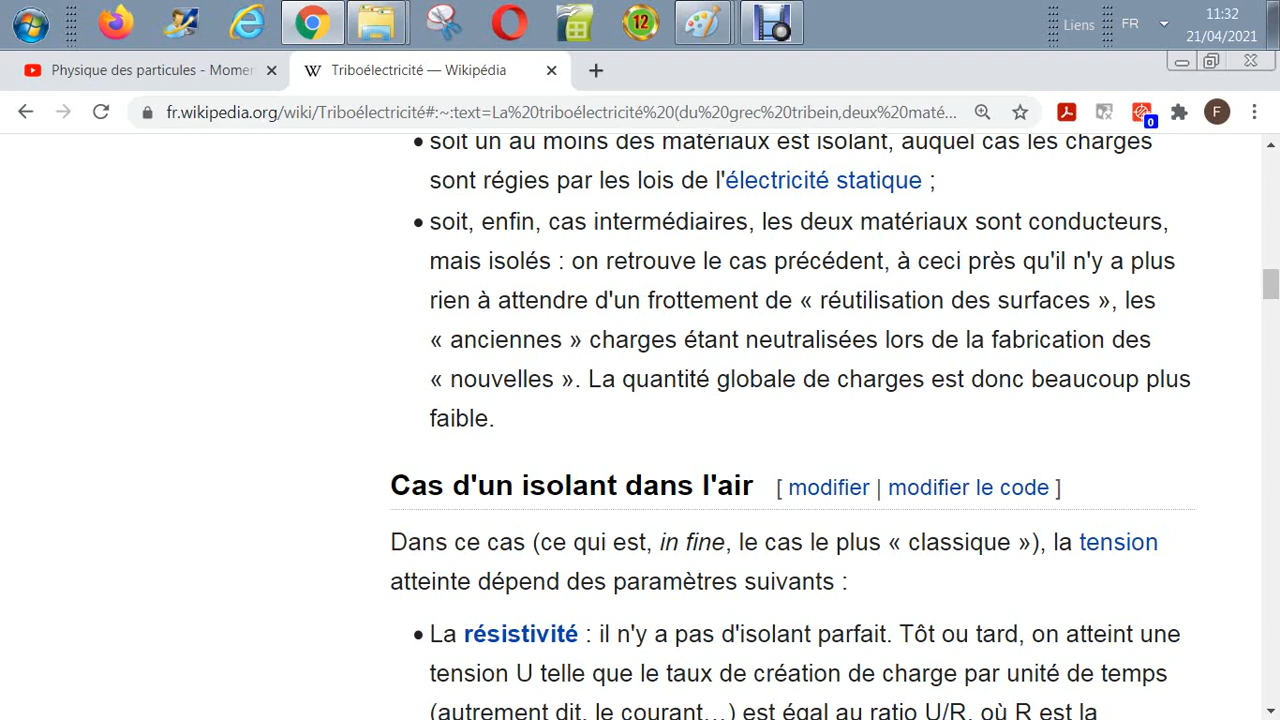 12
Liens
FR
11:32
21/04/2021
Physique des particules - Momen
W Triboélectricité — Wikipédia
fr.wikipedia.org/wiki/Triboélectricité#:~:text=La%20triboélectricité%20(du%20grec%20tribein,deux%20maté...
0
F
• soit un au moins des matériaux est isolant, auquel cas les charges
sont régies par les lois de l'électricité statique ;
• soit, enfin, cas intermédiaires, les deux matériaux sont conducteurs,
mais isolés : on retrouve le cas précédent, à ceci près qu'il n'y a plus
rien à attendre d'un frottement de « réutilisation des surfaces », les
« anciennes » charges étant neutralisées lors de la fabrication des
« nouvelles ». La quantité globale de charges est donc beaucoup plus
faible.
Cas d'un isolant dans l'air [ modifier | modifier le code ]
Dans ce cas (ce qui est, in fine, le cas le plus « classique »), la tension
atteinte dépend des paramètres suivants :
• La résistivité : il n'y a pas d'isolant parfait. Tôt ou tard, on atteint une
tension U telle que le taux de création de charge par unité de temps
(autrement dit, le courant…) est égal au ratio U/R, où R est la